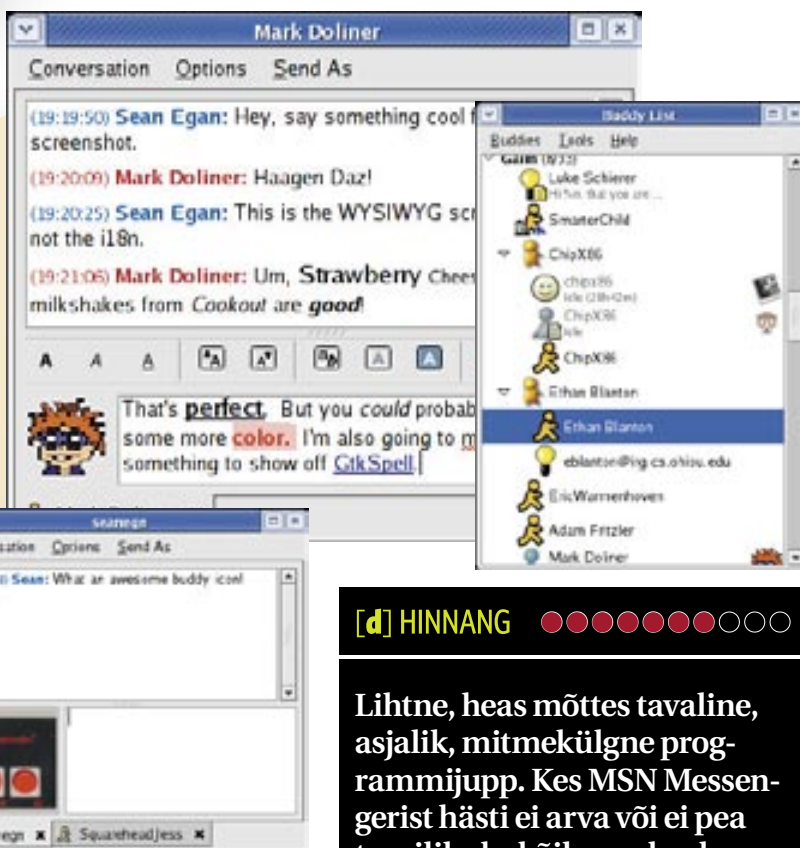 Mark Doliner
Conversation Options Send As
(19:19:50) Sean Egan: Hey, say something cool
screenshot.
(19:20:09) Mark Doliner: Haagen Daz!
(19:20:25) Sean Egan: This is the WYSIWYG
not the i18n.
(19:21:06) Mark Doliner: Um, Strawberry
milkshakes from Cookout are good!
A A A A A A A
That's perfect. But you could
some more color. I'm also going to
something to show off GtkSpell.
Buddy List
Buddies Tools Help
Gaim
Luke Schierer
SmarterChild
ChipX86
chipx86
ChipX86
Idle
ChipX86
Ethan Blanton
Ethan Blanton
eblanton@ing.cs.ohiou.edu
EricWarmenhoven
Adam Fritzler
Mark Doliner
seanegn
Options Send As
Sean: What an awesome buddy icon!
SquareheadJess
[d] HINNANG
Lihtne, heas mõttes tavaline,
asjalik, mitmekülgne prog-
rammijupp. Kes MSN Messen-
gerist hästi ei arva või ei pea